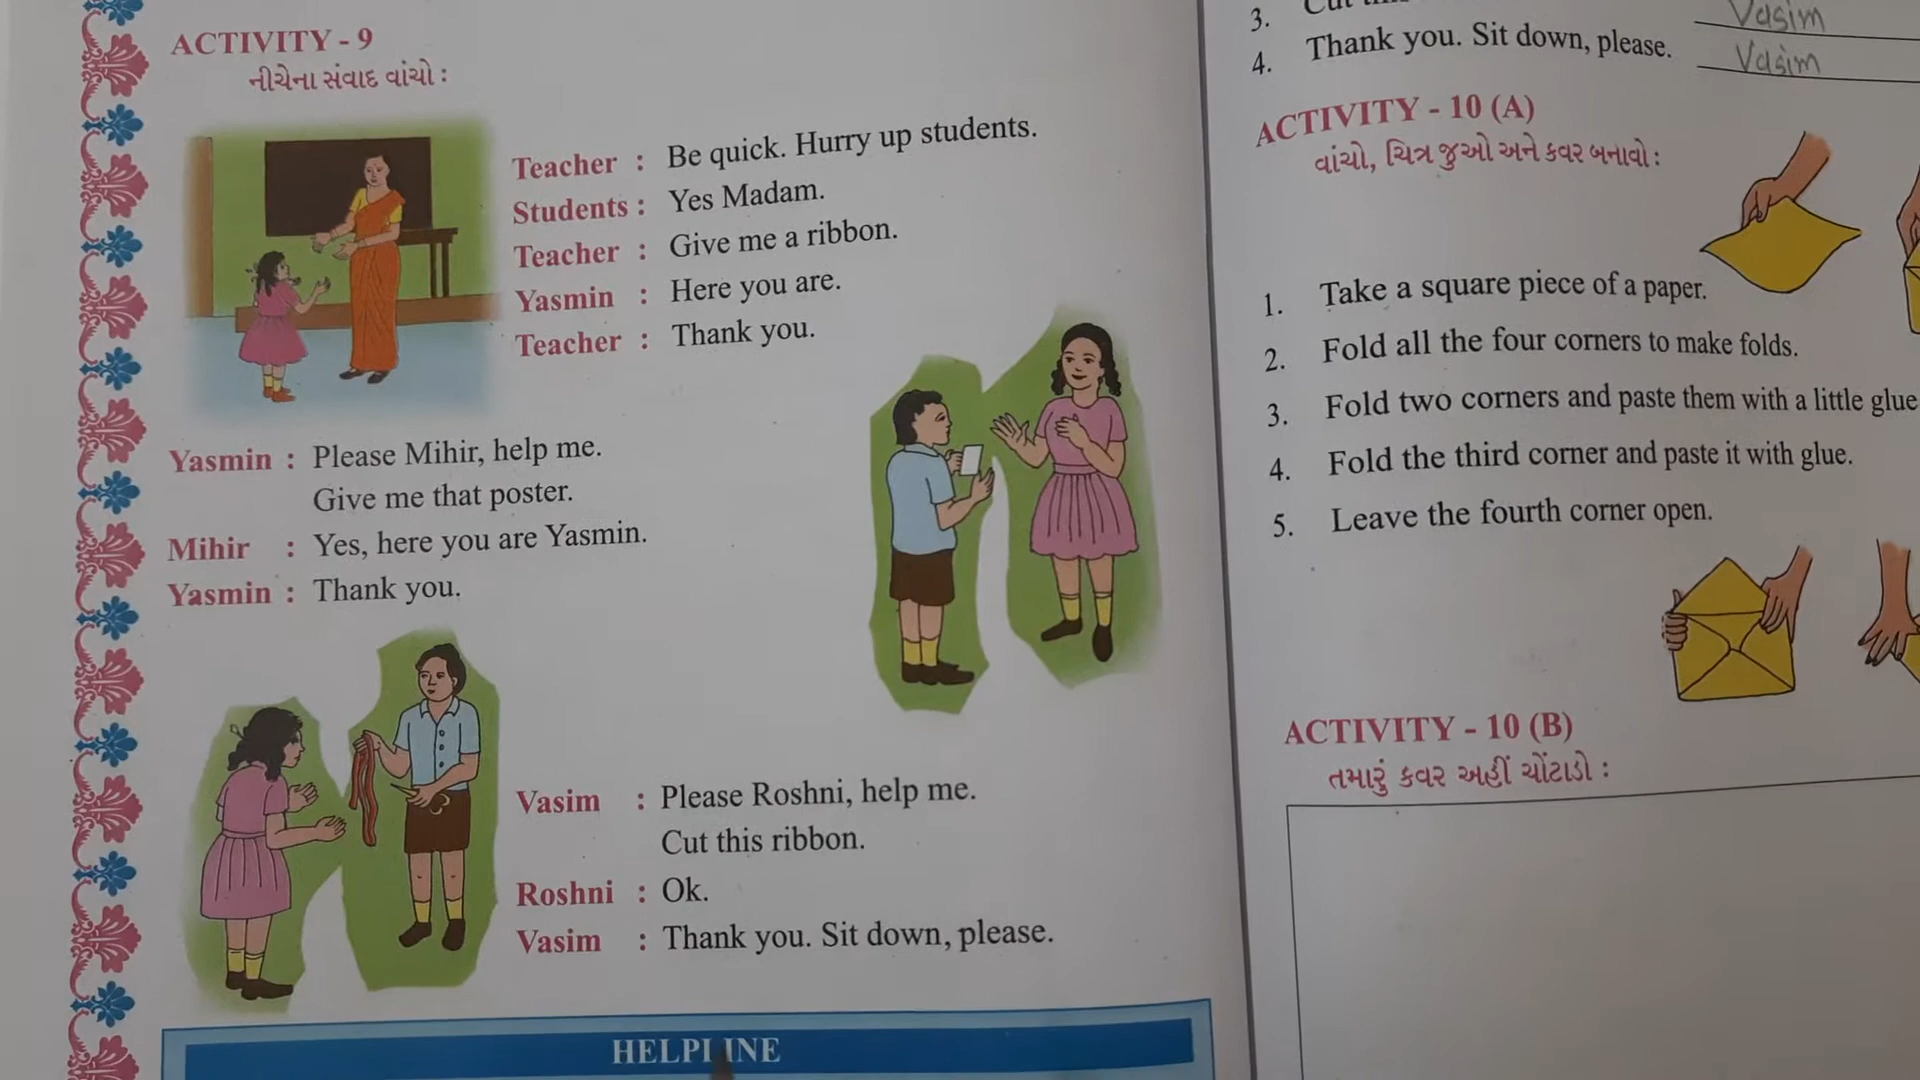 ACTIVITY - 9
નીચેના સંવાદ વાંચો :
Teacher : Be quick. Hurry up students.
Students : Yes Madam.
Teacher : Give me a ribbon.
Yasmin : Here you are.
Teacher : Thank you.
Yasmin : Please Mihir, help me.
Give me that poster.
Mihir : Yes, here you are Yasmin.
Yasmin : Thank you.
Vasim : Please Roshni, help me.
Cut this ribbon.
Roshni : Ok.
Vasim : Thank you. Sit down, please.
HELPLINE
3. Cut Vasim
4. Thank you. Sit down, please. Vasim
ACTIVITY - 10 (A)
વાંચો, ચિત્ર જુઓ અને કવર બનાવો :
1. Take a square piece of a paper.
2. Fold all the four corners to make folds.
3. Fold two corners and paste them with a little glue
4. Fold the third corner and paste it with glue.
5. Leave the fourth corner open.
ACTIVITY - 10 (B)
તમારું કવર અહીં ચોંટાડો :